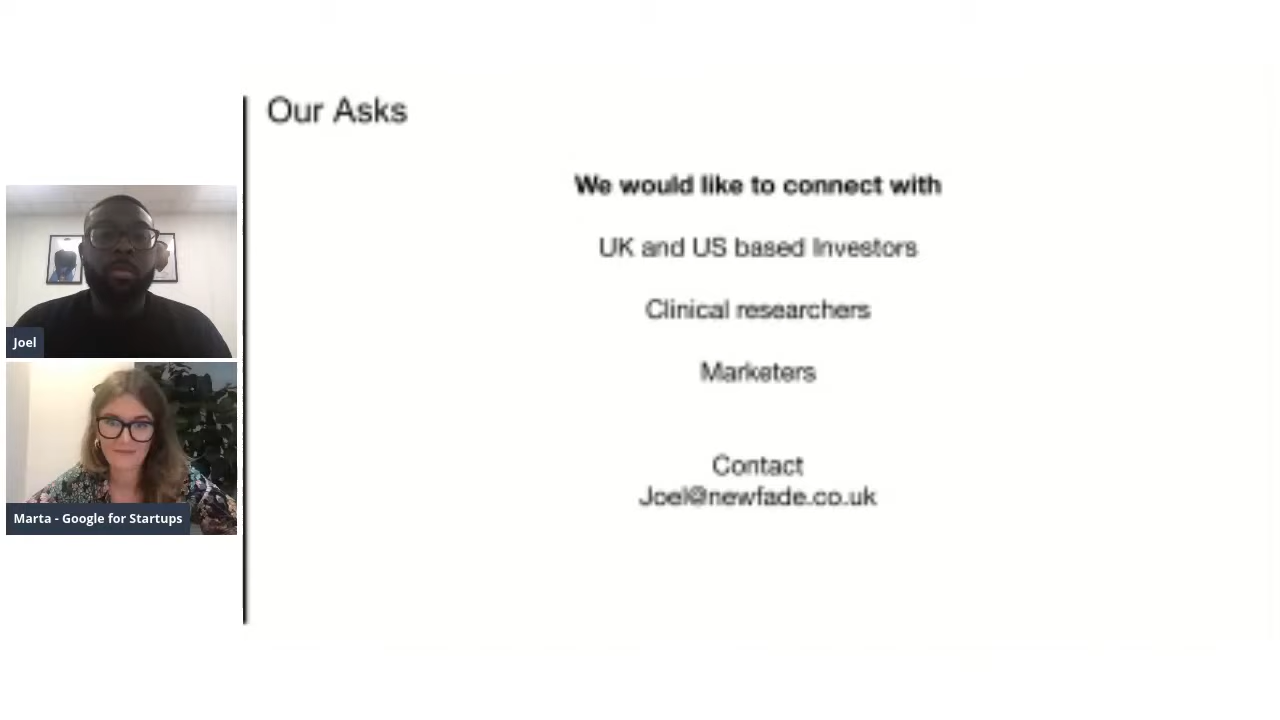 Our Asks
We would like to connect with
UK and US based Investors
Clinical researchers
Marketers
Contact
Joel@newfade.co.uk
Joel
Marta - Google for Startups